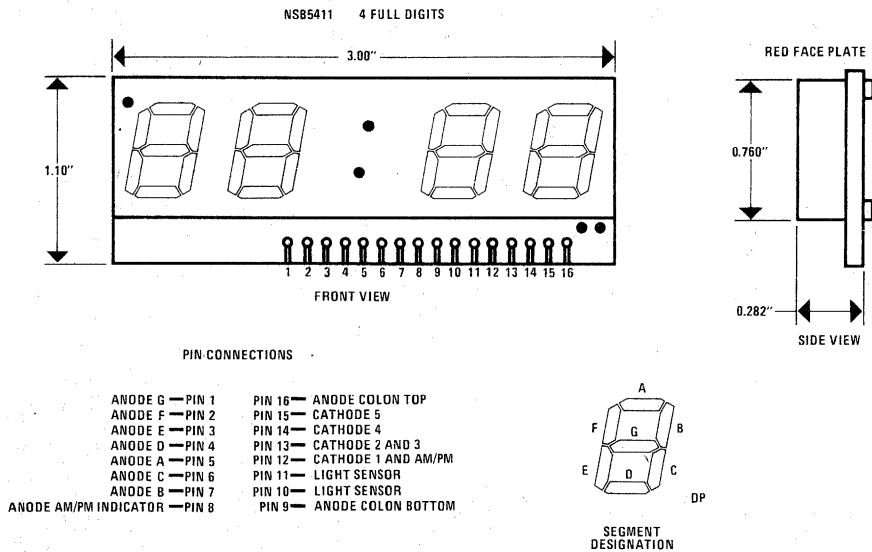 NSB5411 4 FULL DIGITS
3.00"
RED FACE PLATE
1.10"
0.760"
1 2 3 4 5 6 7 8 9 10 11 12 13 14 15 16
FRONT VIEW
0.282"
SIDE VIEW
PIN CONNECTIONS
ANODE G — PIN 1
ANODE F — PIN 2
ANODE E — PIN 3
ANODE D — PIN 4
ANODE A — PIN 5
ANODE C — PIN 6
ANODE B — PIN 7
ANODE AM/PM INDICATOR — PIN 8
PIN 16 — ANODE COLON TOP
PIN 15 — CATHODE 5
PIN 14 — CATHODE 4
PIN 13 — CATHODE 2 AND 3
PIN 12 — CATHODE 1 AND AM/PM
PIN 11 — LIGHT SENSOR
PIN 10 — LIGHT SENSOR
PIN 9 — ANODE COLON BOTTOM
A
F G B
E D C
DP
SEGMENT
DESIGNATION